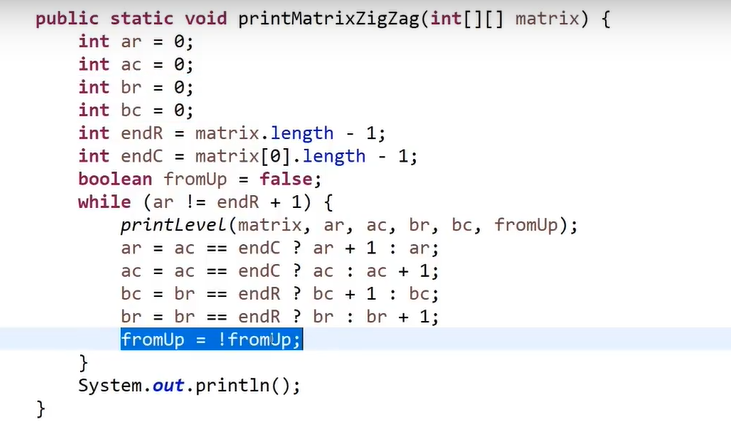 public static void printMatrixZigZag(int[][] matrix) {
    int ar = 0;
    int ac = 0;
    int br = 0;
    int bc = 0;
    int endR = matrix.length - 1;
    int endC = matrix[0].length - 1;
    boolean fromUp = false;
    while (ar != endR + 1) {
        printLevel(matrix, ar, ac, br, bc, fromUp);
        ar = ac == endC ? ar + 1 : ar;
        ac = ac == endC ? ac : ac + 1;
        bc = br == endR ? bc + 1 : bc;
        br = br == endR ? br : br + 1;
        fromUp = !fromUp;
    }
    System.out.println();
}